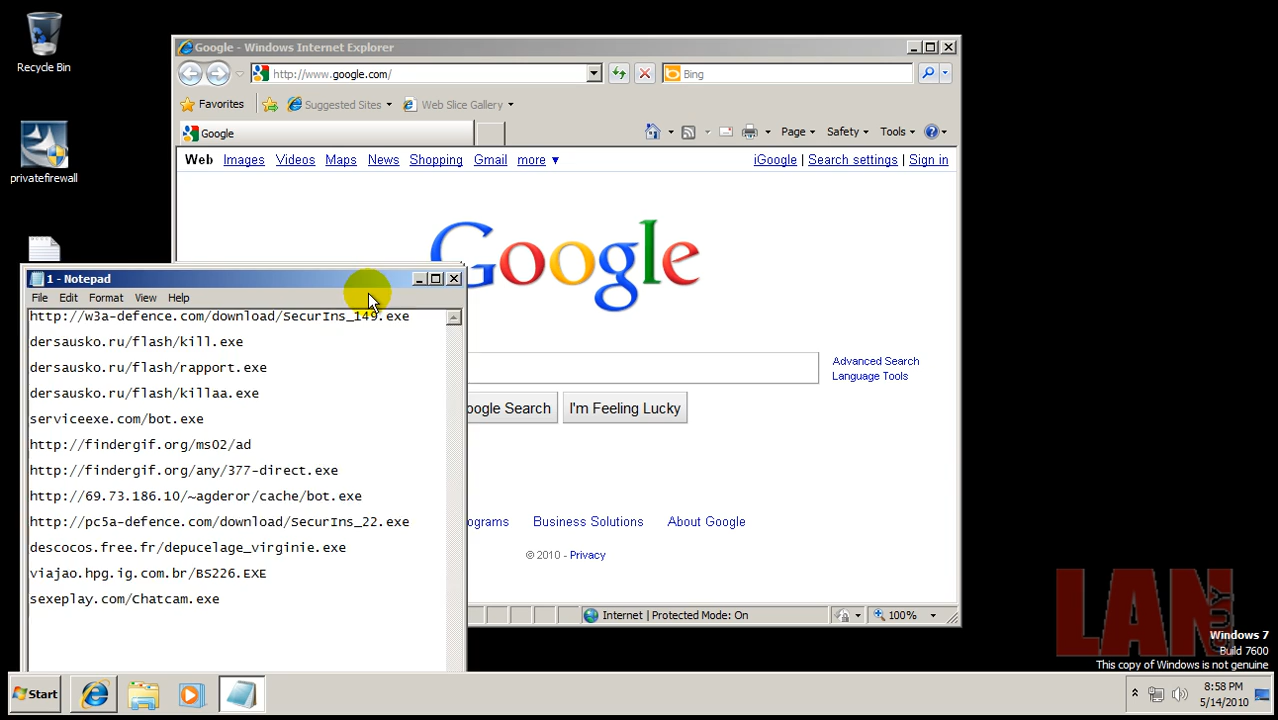 Recycle Bin
privatefirewall
Google - Windows Internet Explorer
http://www.google.com/
Bing
Favorites
Suggested Sites
Web Slice Gallery
Google
Page
Safety
Tools
Web Images Videos Maps News Shopping Gmail more ▼
iGoogle | Search settings | Sign in
Google
Advanced Search
Language Tools
oogle Search
I'm Feeling Lucky
ograms
Business Solutions
About Google
© 2010 - Privacy
Internet | Protected Mode: On
100%
1 - Notepad
File Edit Format View Help
http://w3a-defence.com/download/SecurIns_149.exe
dersausko.ru/flash/kill.exe
dersausko.ru/flash/rapport.exe
dersausko.ru/flash/killaa.exe
serviceexe.com/bot.exe
http://findergif.org/ms02/ad
http://findergif.org/any/377-direct.exe
http://69.73.186.10/~agderor/cache/bot.exe
http://pc5a-defence.com/download/SecurIns_22.exe
descocos.free.fr/depucelage_virginie.exe
viajao.hpg.ig.com.br/BS226.EXE
sexeplay.com/Chatcam.exe
LAN
GUY
Windows 7
Build 7600
This copy of Windows is not genuine
Start
8:58 PM
5/14/2010